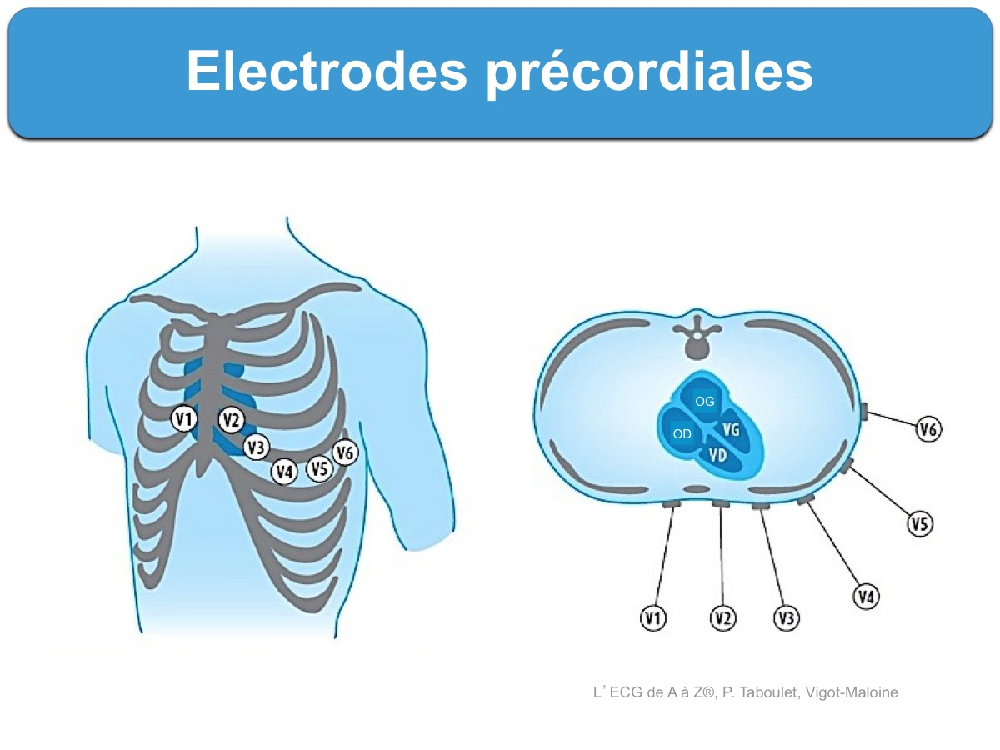 Electrodes précordiales
V1
V2
V3
V4
V5
V6
OG
OD
VG
VD
V6
V5
V4
V1
V2
V3
L’ECG de A à Z®, P. Taboulet, Vigot-Maloine